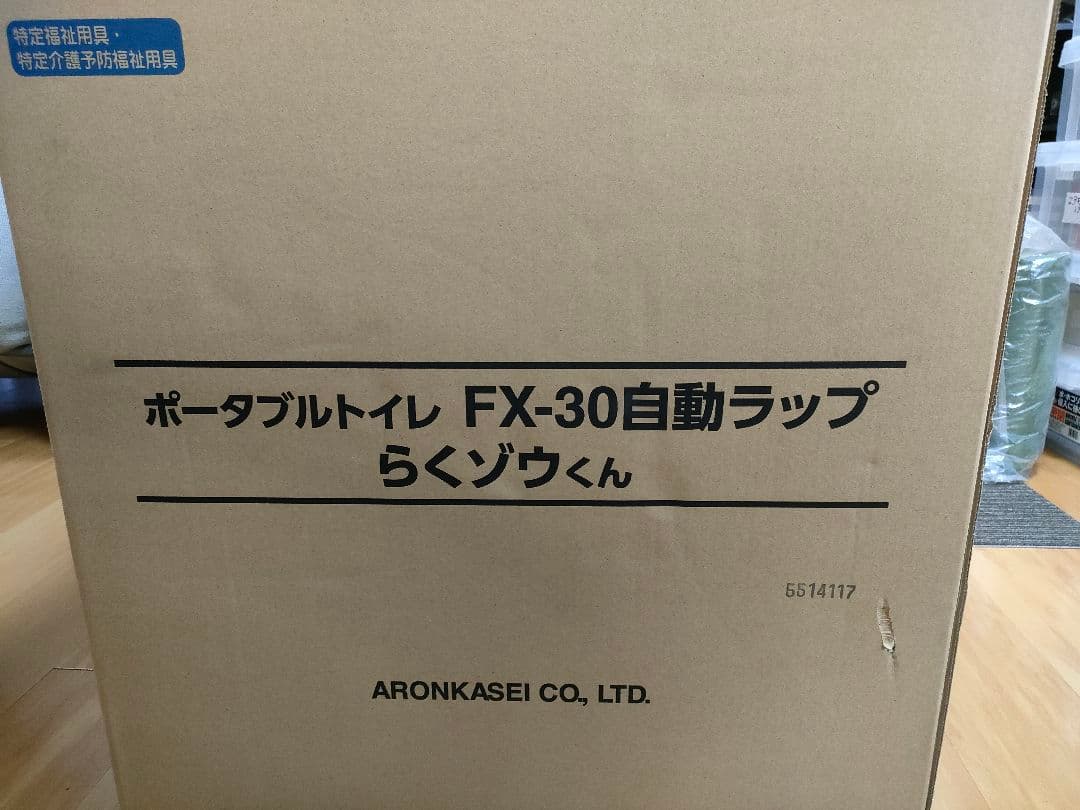 特定福祉用具・
特定介護予防福祉用具
ポータブルトイレ FX-30自動ラップ
らくゾウくん
5514117
ARONKASEI CO., LTD.